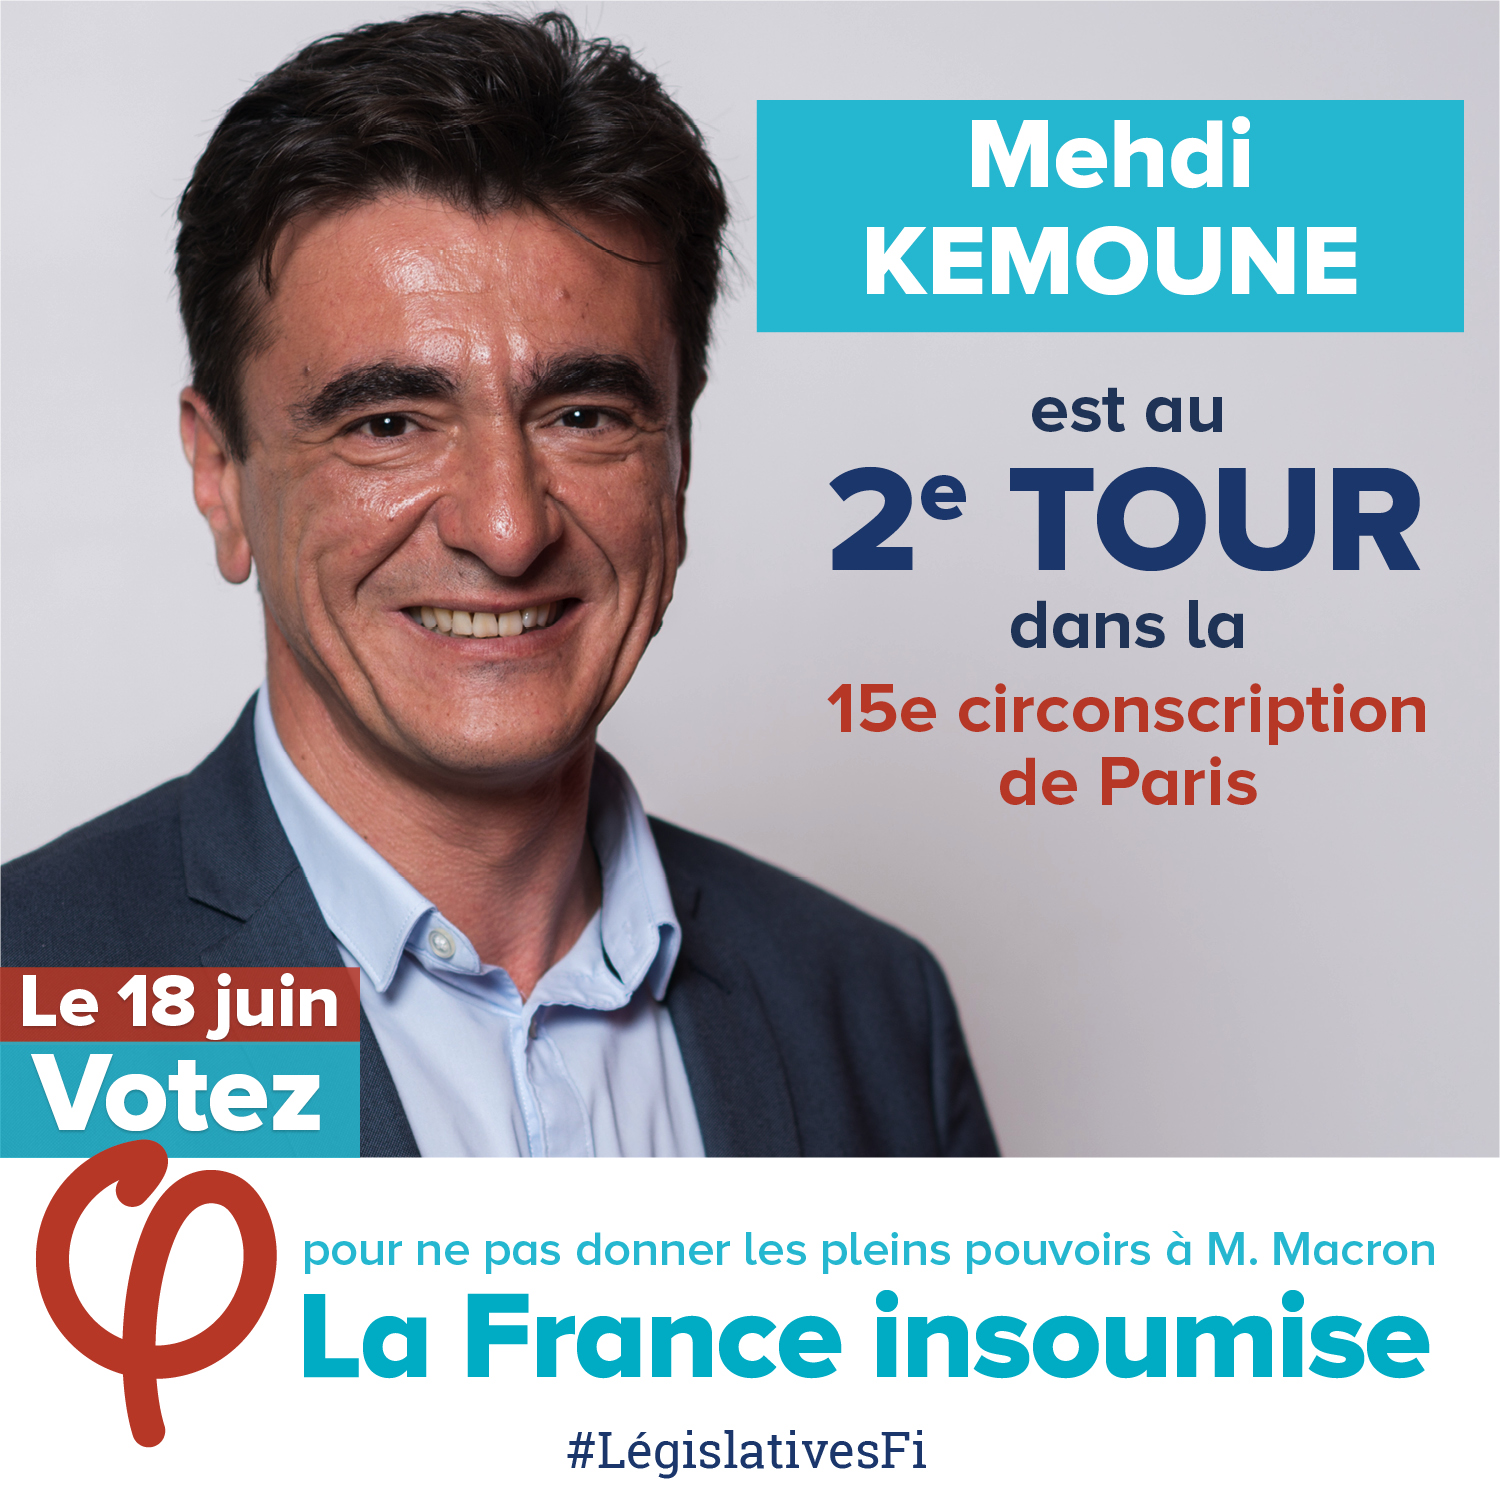 Mehdi
KEMOUNE
est au
2e TOUR
dans la
15e circonscription
de Paris
Le 18 juin
Votez
φ
pour ne pas donner les pleins pouvoirs à M. Macron
La France insoumise
#LégislativesFi